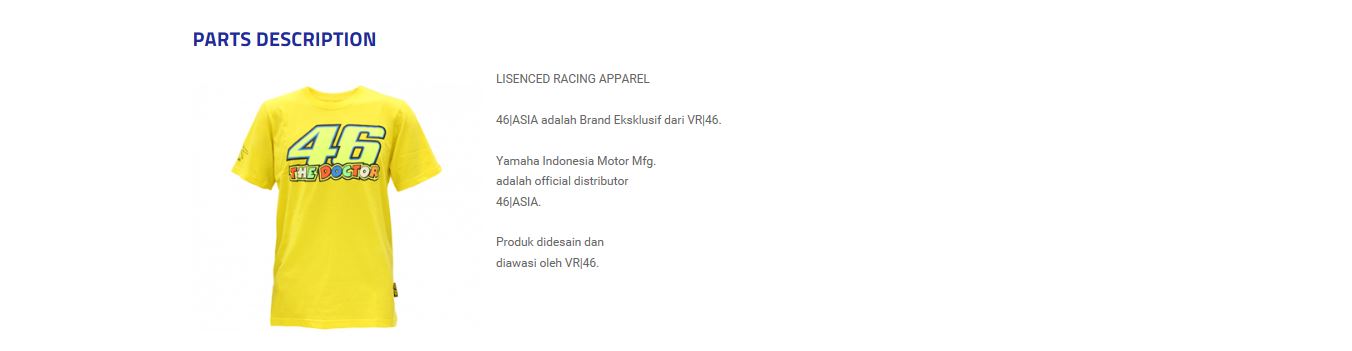 PARTS DESCRIPTION
46
THE DOCTOR
LISENCED RACING APPAREL
46|ASIA adalah Brand Eksklusif dari VR|46.
Yamaha Indonesia Motor Mfg.
adalah official distributor
46|ASIA.
Produk didesain dan
diawasi oleh VR|46.